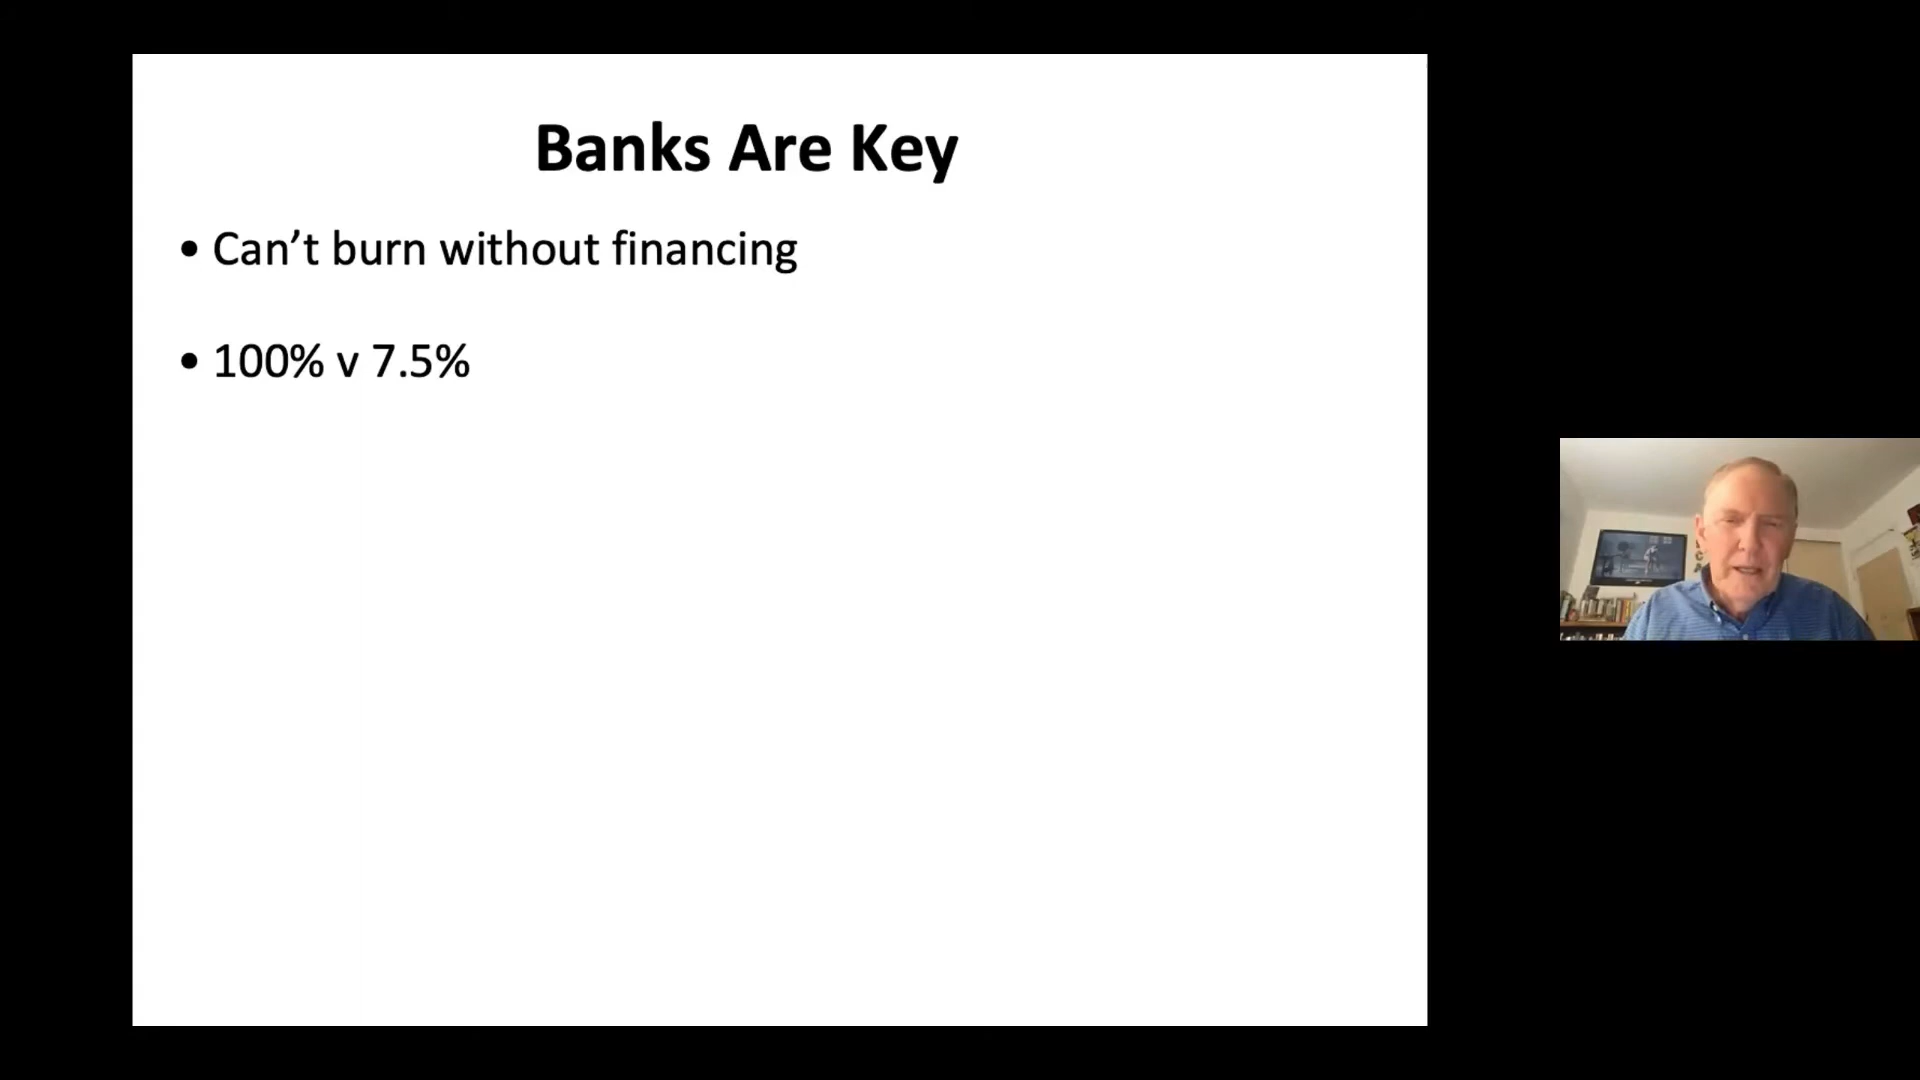 Banks Are Key
• Can’t burn without financing
• 100% v 7.5%